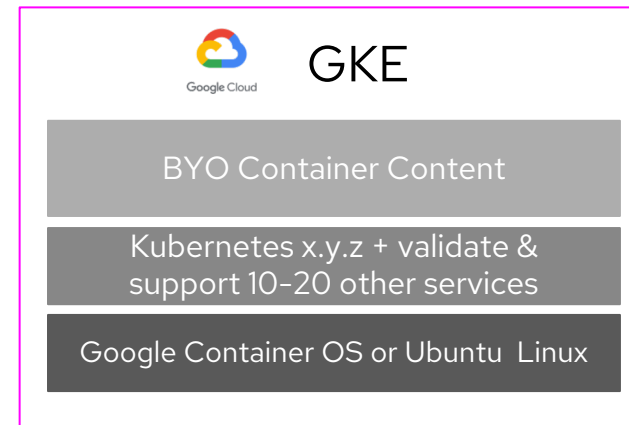 Google Cloud
GKE
BYO Container Content
Kubernetes x.y.z + validate &
support 10-20 other services
Google Container OS or Ubuntu  Linux